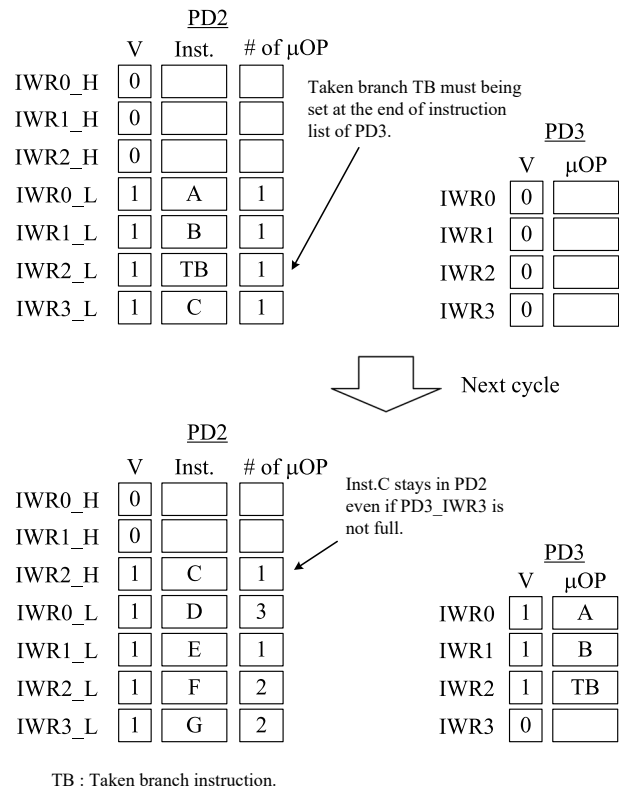 PD2
V Inst. # of μOP
IWR0_H 0
IWR1_H 0
IWR2_H 0
IWR0_L 1 A 1
IWR1_L 1 B 1
IWR2_L 1 TB 1
IWR3_L 1 C 1
Taken branch TB must being
set at the end of instruction
list of PD3.
PD3
V μOP
IWR0 0
IWR1 0
IWR2 0
IWR3 0
Next cycle
PD2
V Inst. # of μOP
IWR0_H 0
IWR1_H 0
IWR2_H 1 C 1
IWR0_L 1 D 3
IWR1_L 1 E 1
IWR2_L 1 F 2
IWR3_L 1 G 2
Inst.C stays in PD2
even if PD3_IWR3 is
not full.
PD3
V μOP
IWR0 1 A
IWR1 1 B
IWR2 1 TB
IWR3 0
TB : Taken branch instruction.